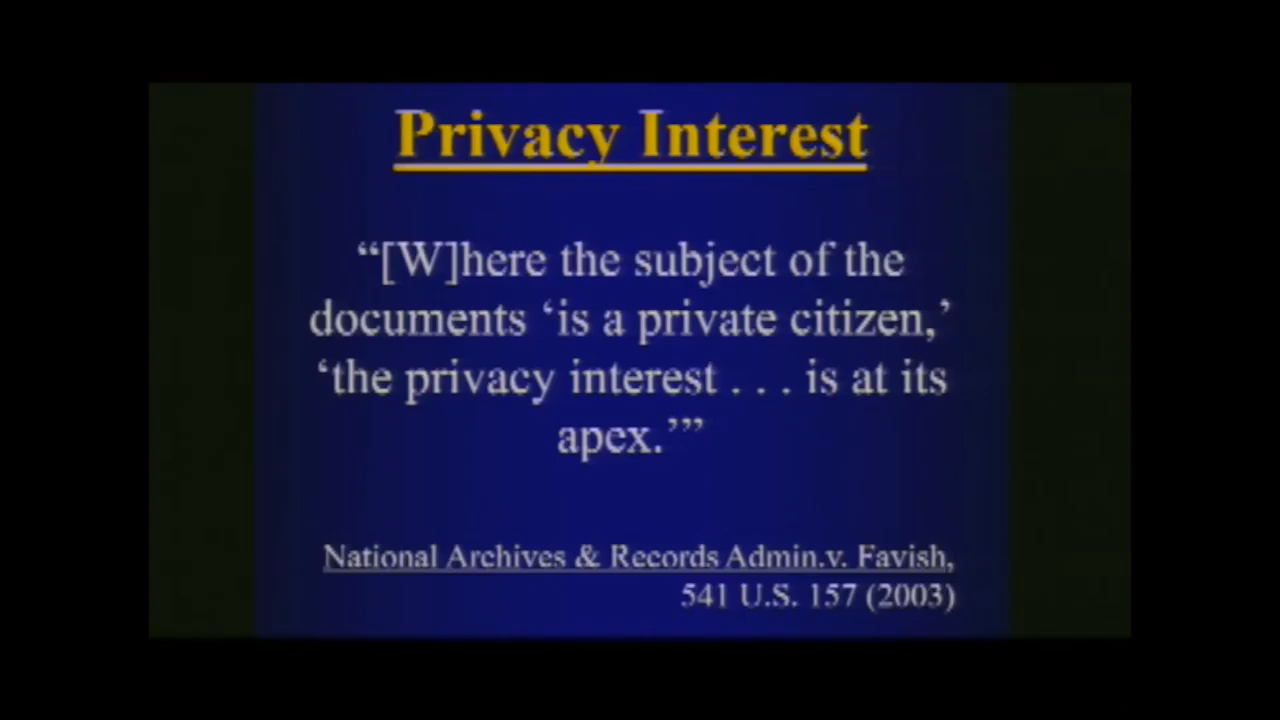 Privacy Interest
“[W]here the subject of the
documents ‘is a private citizen,’
‘the privacy interest . . . is at its
apex.’”
National Archives & Records Admin.v. Favish,
541 U.S. 157 (2003)